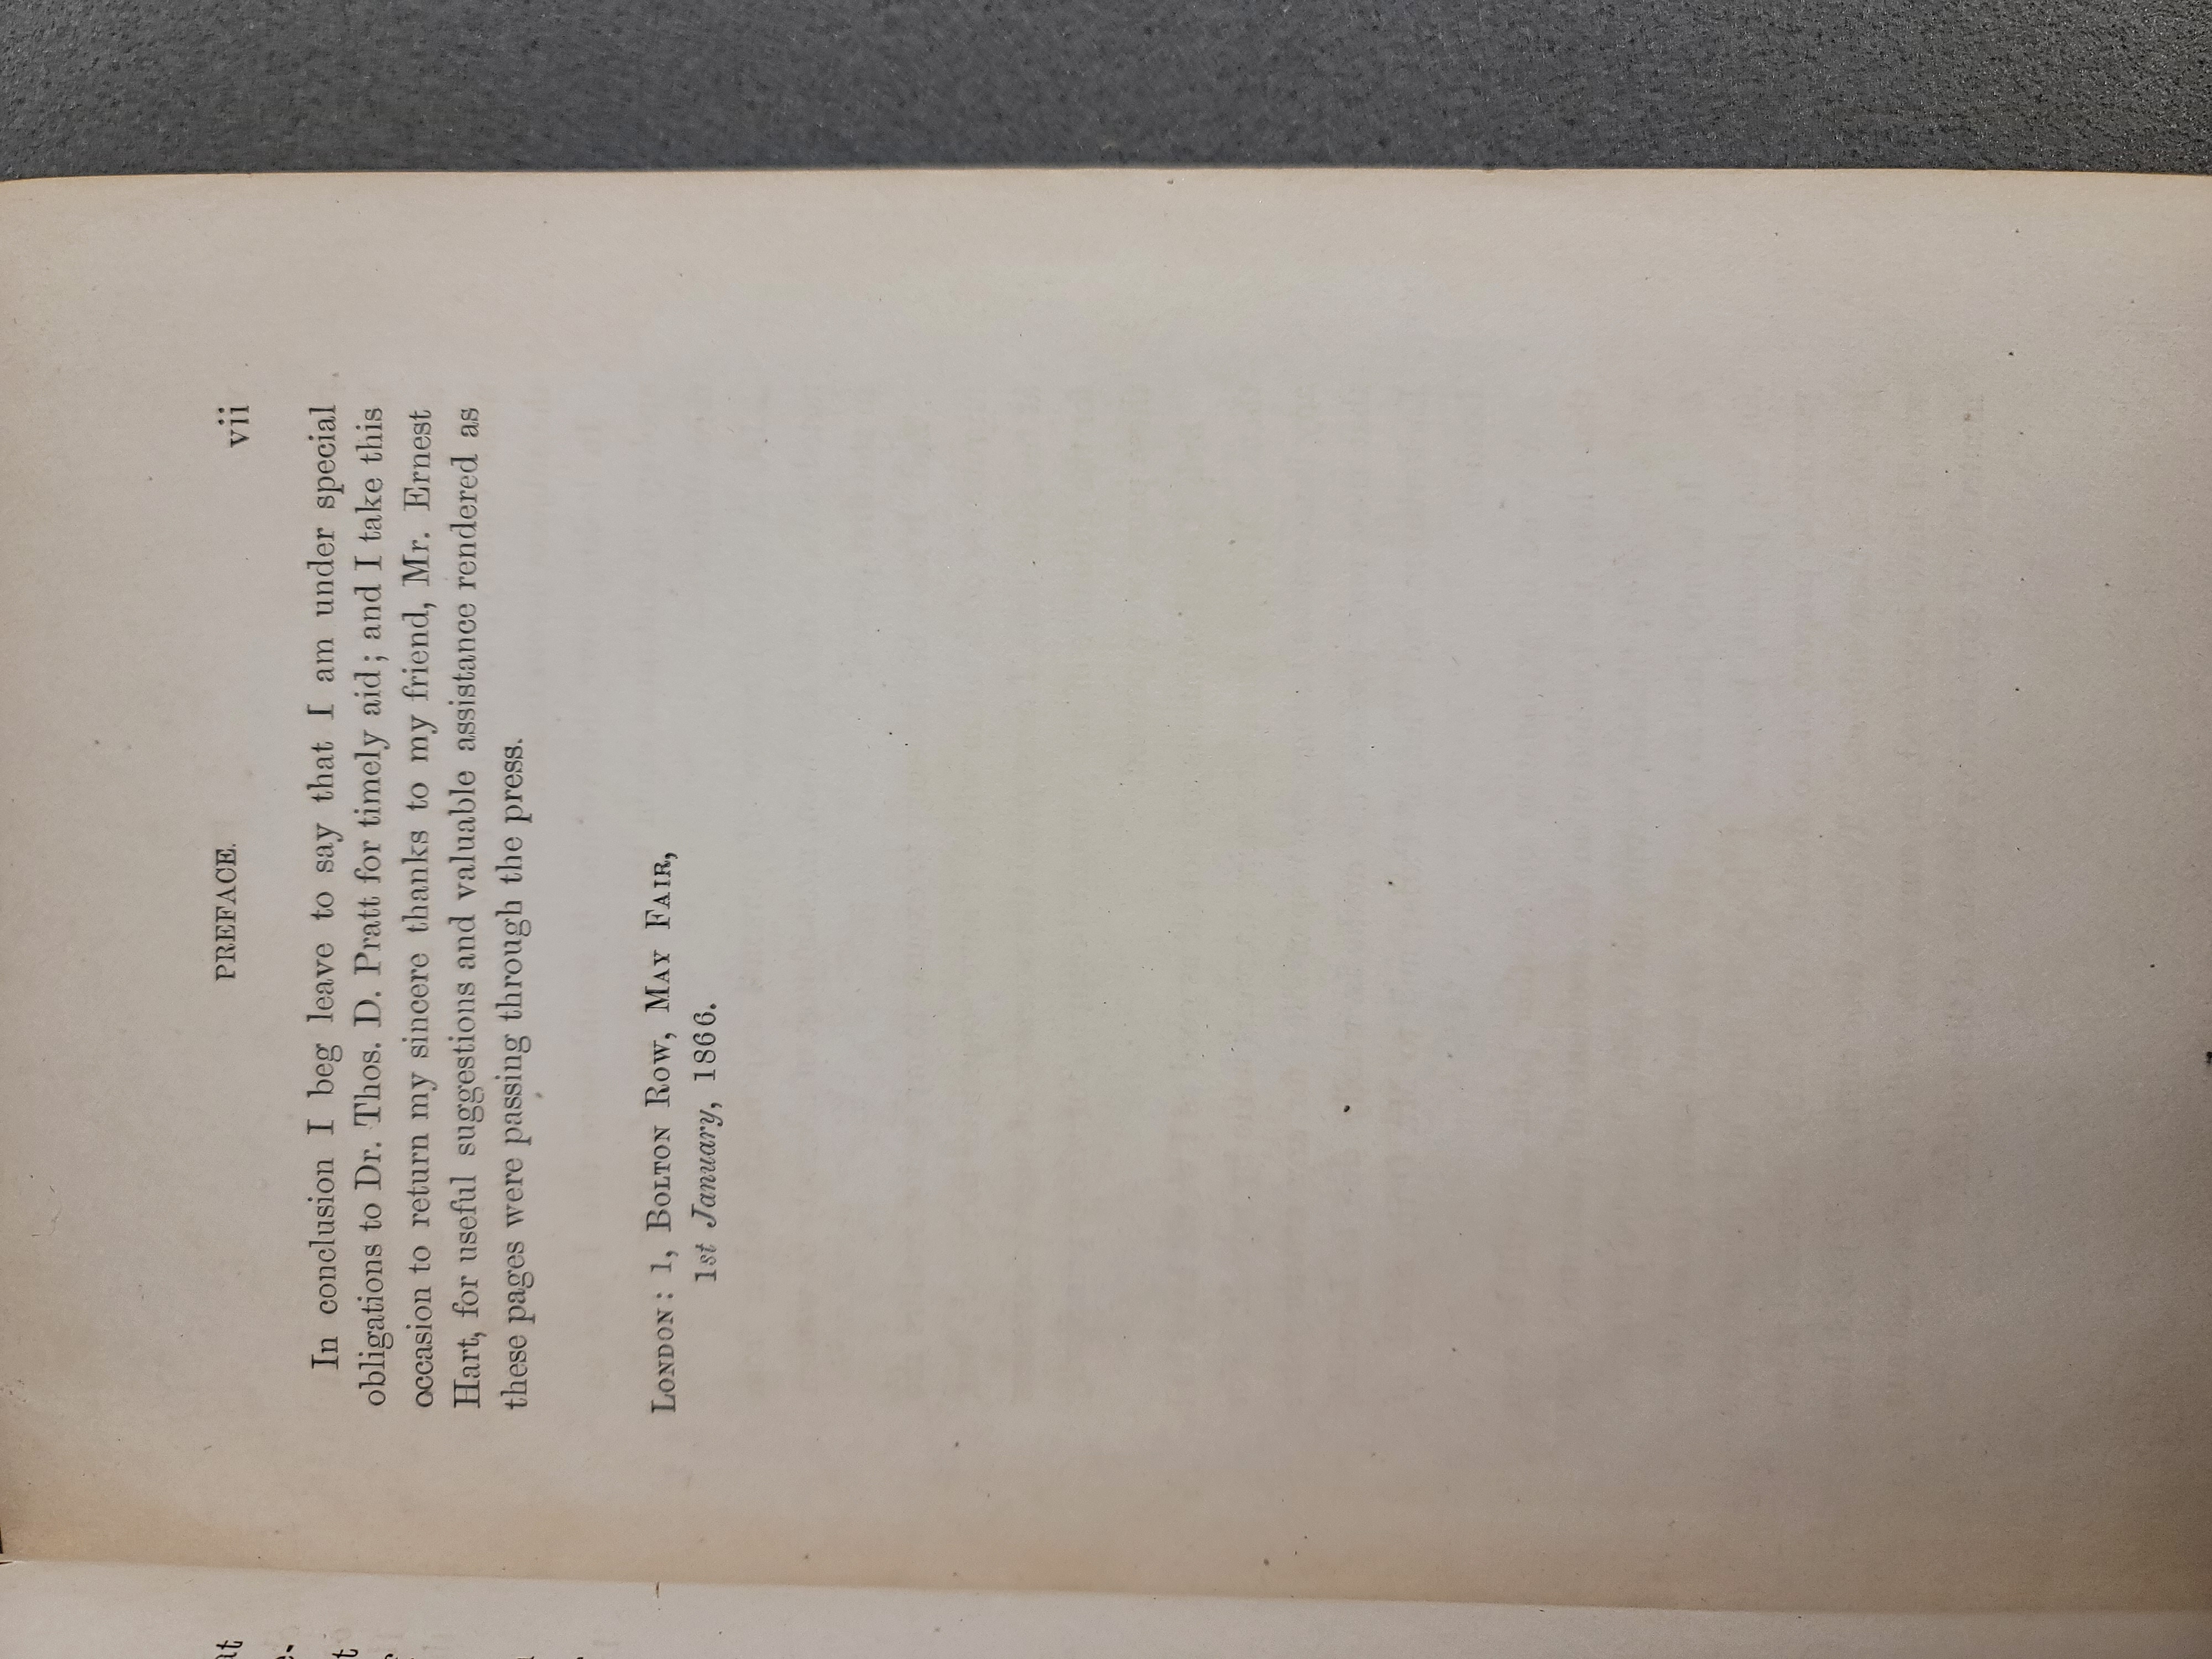 PREFACE. vii
In conclusion I beg leave to say that I am under special
obligations to Dr. Thos. D. Pratt for timely aid; and I take this
occasion to return my sincere thanks to my friend, Mr. Ernest
Hart, for useful suggestions and valuable assistance rendered as
these pages were passing through the press.
London: 1, Bolton Row, May Fair,
1st January, 1866.